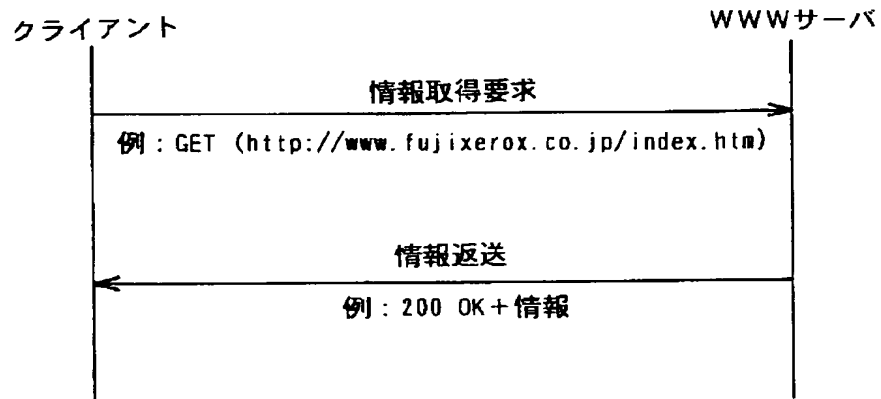 クライアント
WWWサーバ
情報取得要求
例：GET (http://www.fujixerox.co.jp/index.htm)
情報返送
例：200 OK＋情報